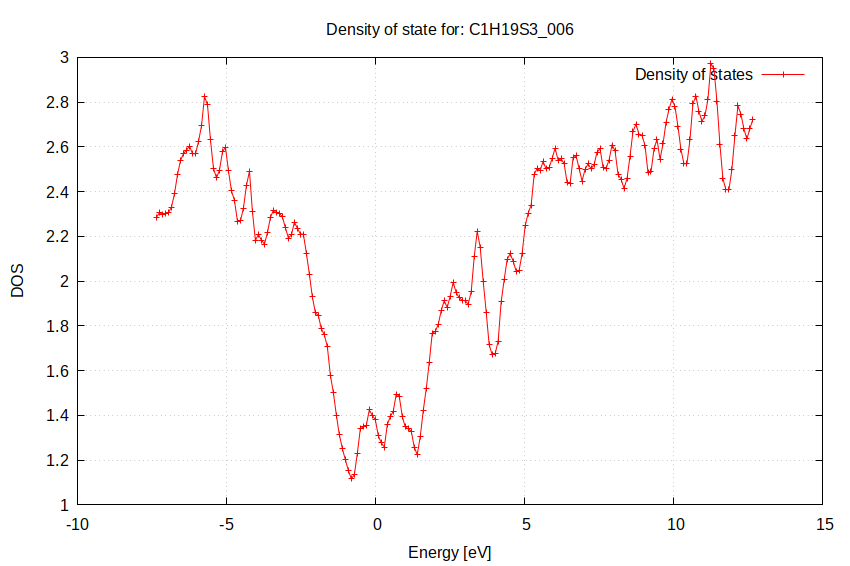 Density of state for: C1H19S3_006
Density of states
3
2.8
2.6
2.4
2.2
2
1.8
1.6
1.4
1.2
1
DOS
-10 -5 0 5 10 15
Energy [eV]